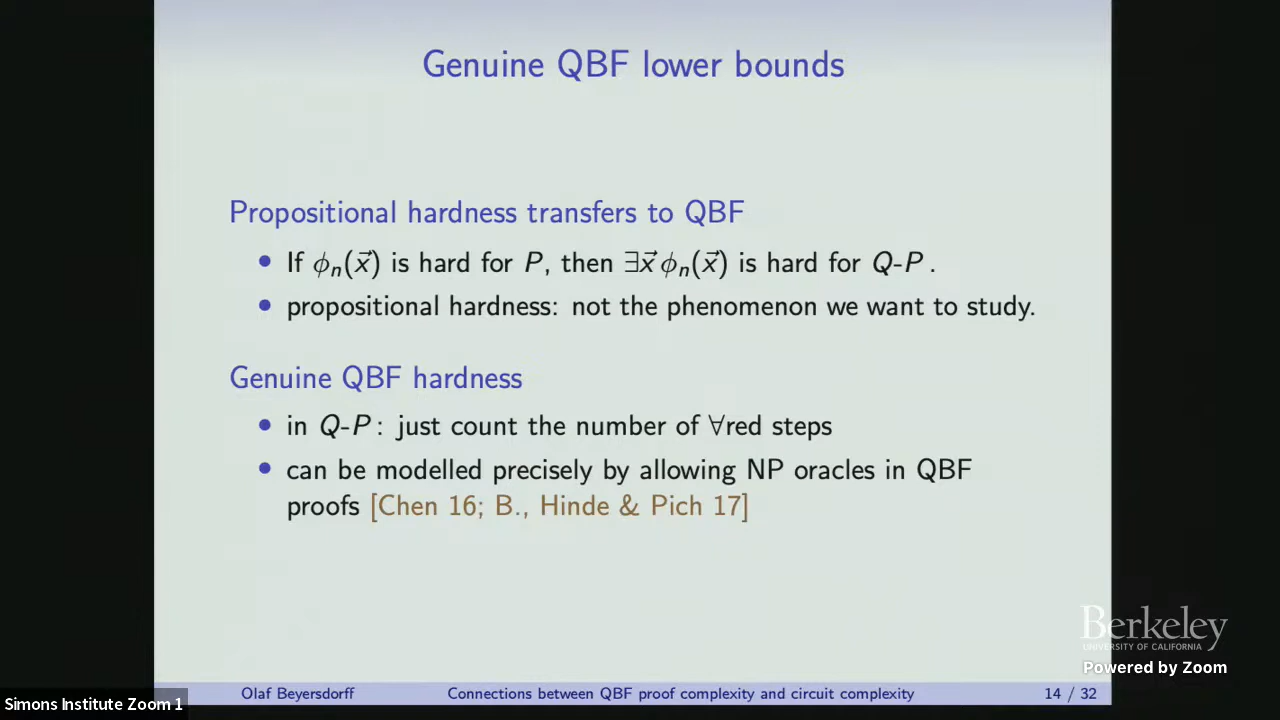 Genuine QBF lower bounds
Propositional hardness transfers to QBF
• If ϕₙ(x⃗) is hard for P, then ∃x⃗ ϕₙ(x⃗) is hard for Q-P .
• propositional hardness: not the phenomenon we want to study.
Genuine QBF hardness
• in Q-P: just count the number of ∀red steps
• can be modelled precisely by allowing NP oracles in QBF
proofs [Chen 16; B., Hinde & Pich 17]
Berkeley
UNIVERSITY OF CALIFORNIA
Powered by Zoom
Olaf Beyersdorff Connections between QBF proof complexity and circuit complexity 14 / 32
Simons Institute Zoom 1